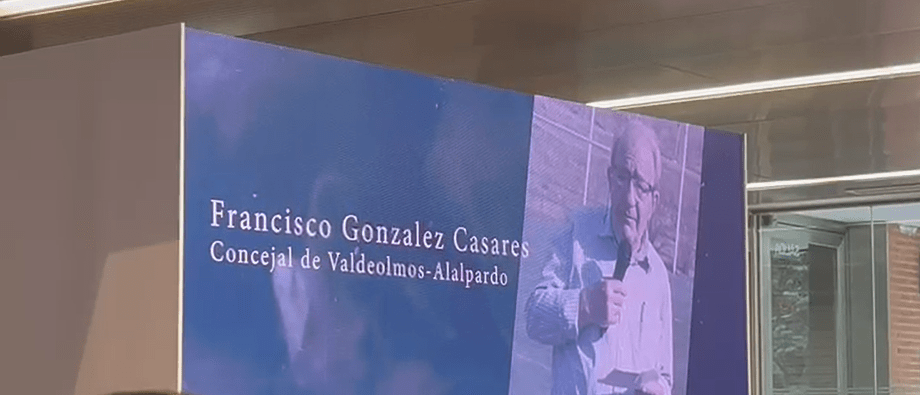 Francisco Gonzalez Casares
Concejal de Valdeolmos-Alalpardo